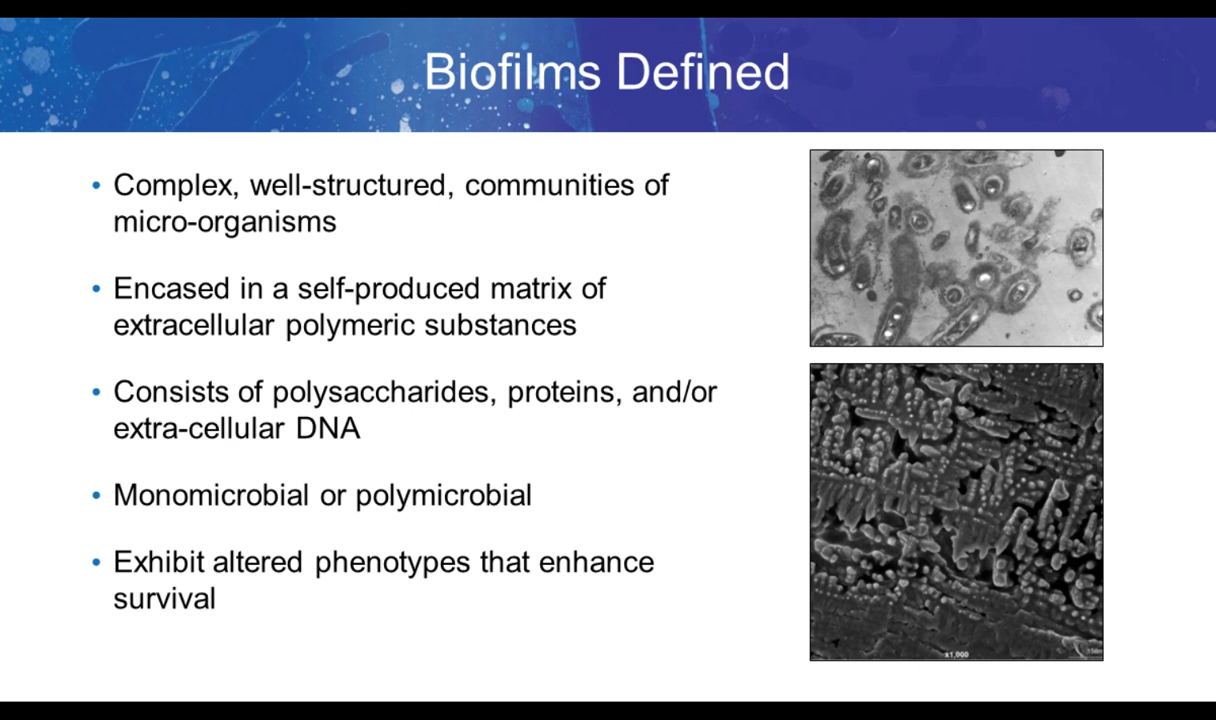 Biofilms Defined
• Complex, well-structured, communities of
micro-organisms
• Encased in a self-produced matrix of
extracellular polymeric substances
• Consists of polysaccharides, proteins, and/or
extra-cellular DNA
• Monomicrobial or polymicrobial
• Exhibit altered phenotypes that enhance
survival
x1,000